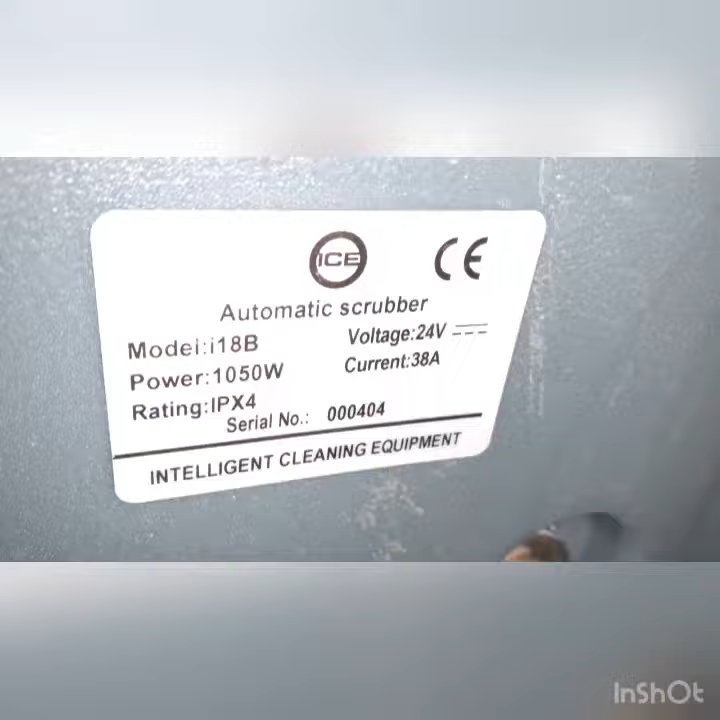 ICE
CE
Automatic scrubber
Model:i18B
Voltage:24V
Power:1050W
Current:38A
Rating:IPX4
Serial No.: 000404
INTELLIGENT CLEANING EQUIPMENT
InShOt